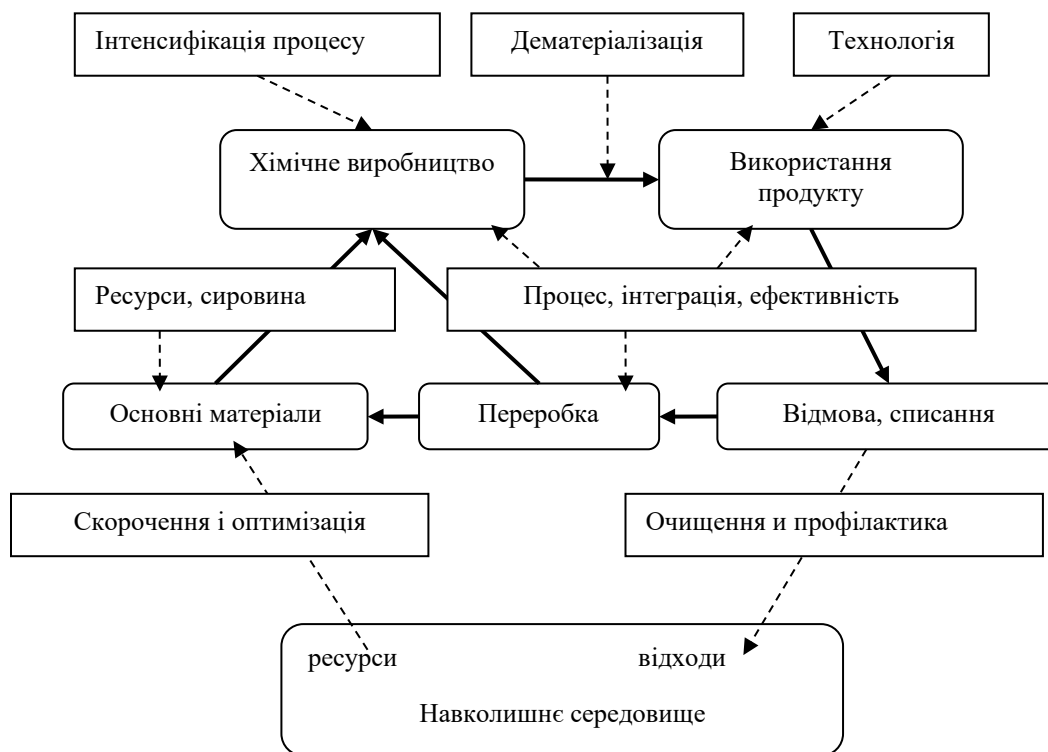 Інтенсифікація процесу
Дематеріалізація
Технологія
Хімічне виробництво
Використання
продукту
Ресурси, сировина
Процес, інтеграція, ефективність
Основні матеріали
Переробка
Відмова, списання
Скорочення і оптимізація
Очищення и профілактика
ресурси
відходи
Навколишнє середовище